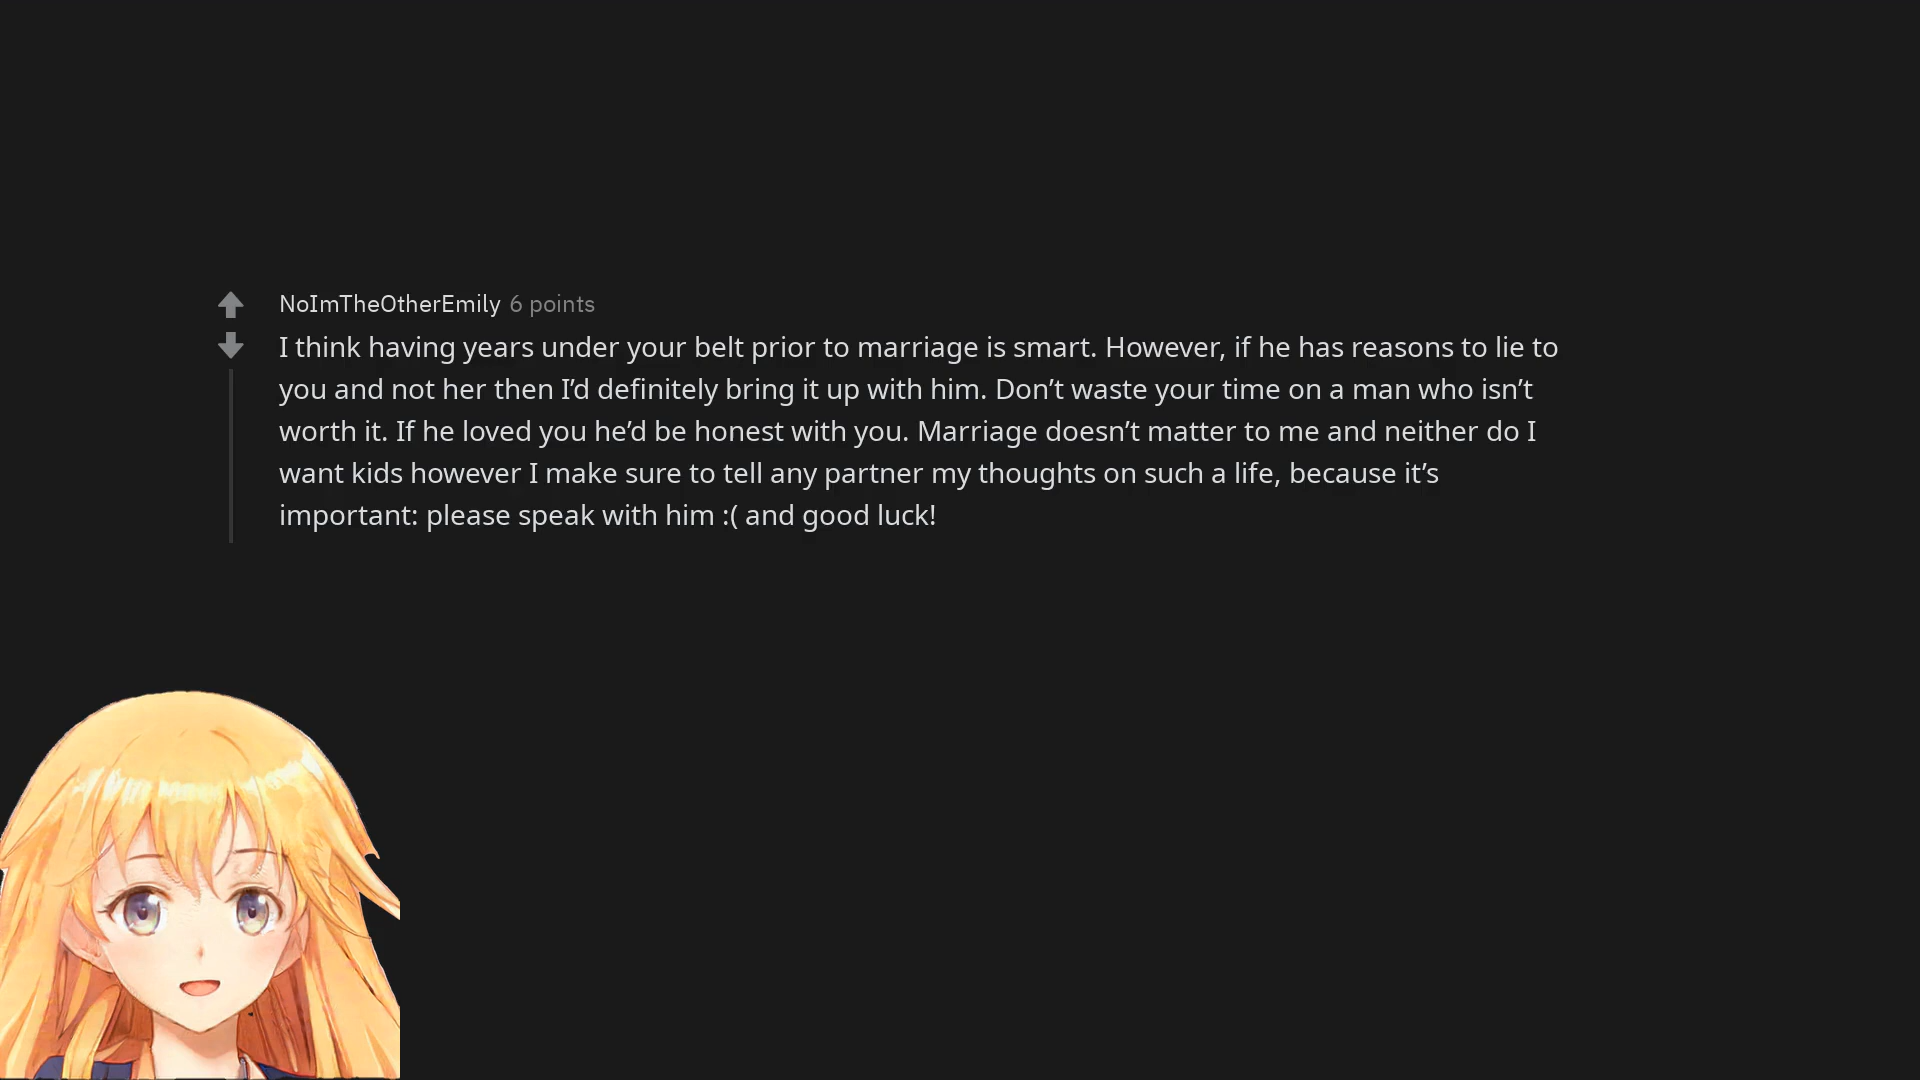 NoImTheOtherEmily 6 points
I think having years under your belt prior to marriage is smart. However, if he has reasons to lie to
you and not her then I’d definitely bring it up with him. Don’t waste your time on a man who isn’t
worth it. If he loved you he’d be honest with you. Marriage doesn’t matter to me and neither do I
want kids however I make sure to tell any partner my thoughts on such a life, because it’s
important: please speak with him :( and good luck!